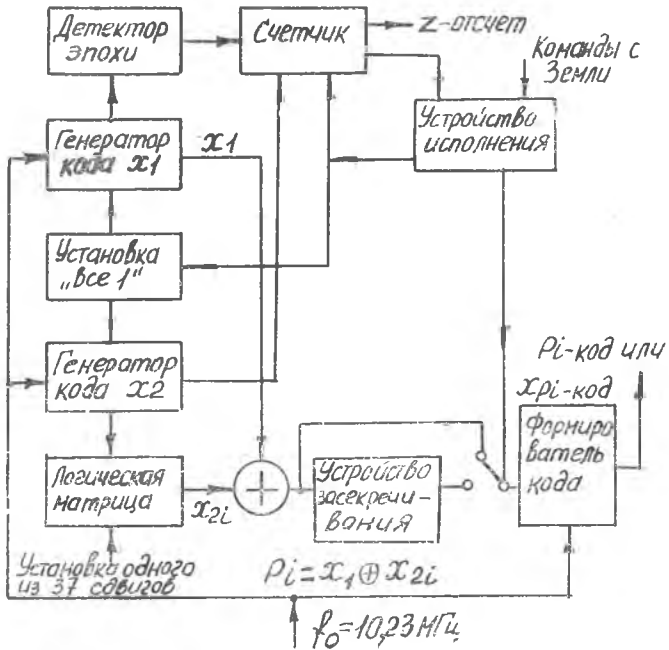 Детектор
эпохи
Счетчик
z-отсчет
Команды с
Земли
Генератор
кода x1
x1
Устройство
исполнения
Установка
„все 1"
Генератор
кода x2
Pi-код или
xpi-код
Логическая
матрица
x2i
+
Устройство
засекречи-
вания
Формиро
ватель
кода
Установка одного
из 37 сдвигов
Pi = x1 ⊕ x2i
f0=10,23 МГц